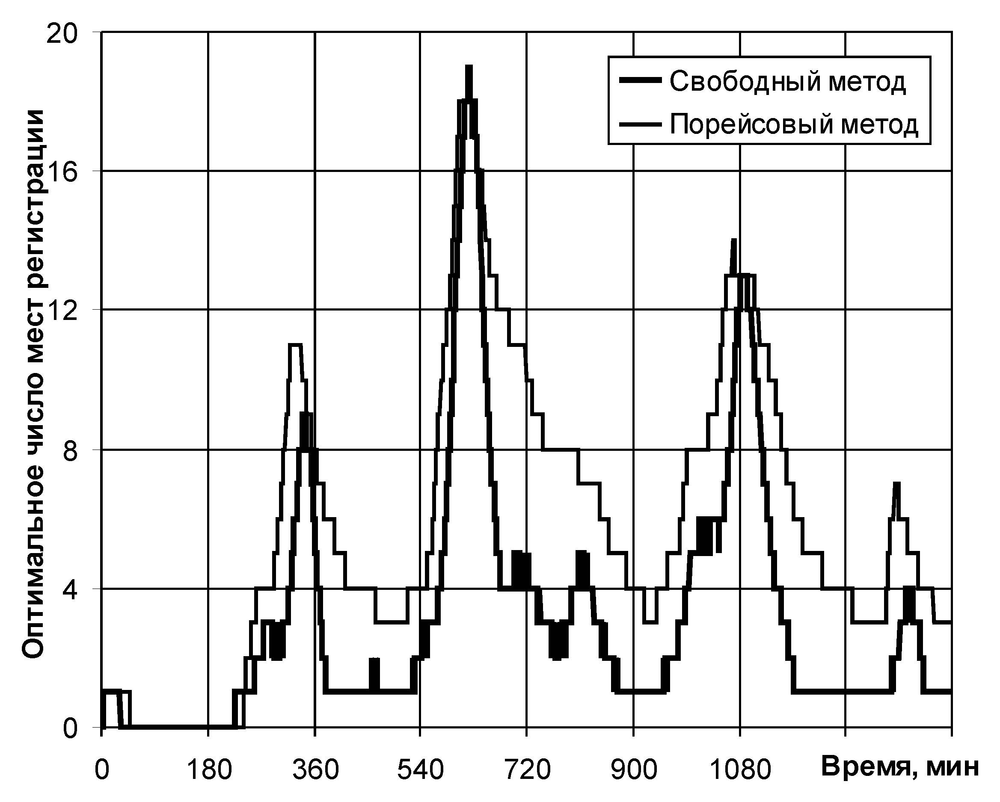 Оптимальное число мест регистрации
20
16
12
8
4
0
Свободный метод
Порейсовый метод
0 180 360 540 720 900 1080 Время, мин